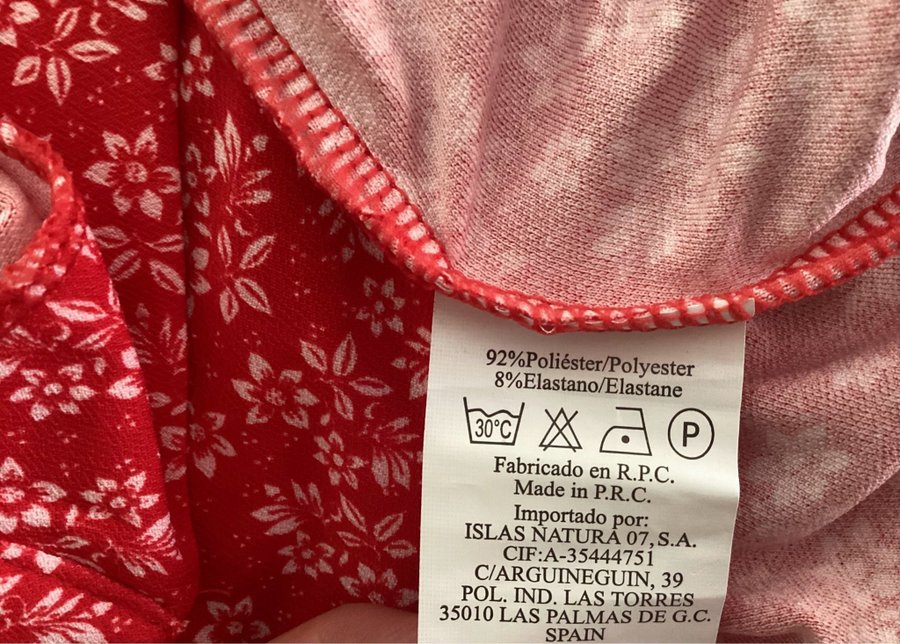 92%Poliéster/Polyester
8%Elastano/Elastane
30°C P
Fabricado en R.P.C.
Made in P.R.C.
Importado por:
ISLAS NATURA 07, S.A.
CIF:A-35444751
C/ARGUINEGUIN, 39
POL. IND. LAS TORRES
35010 LAS PALMAS DE G.C.
SPAIN